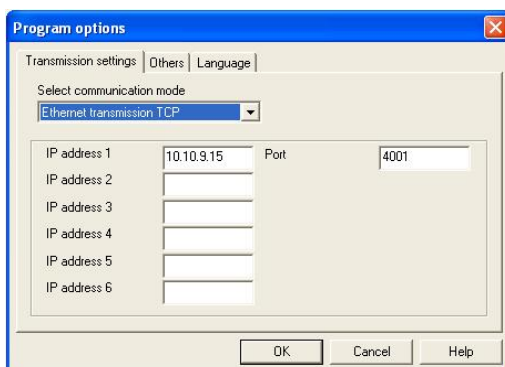 Program options
Transmission settings Others Language
Select communication mode
Ethernet transmission TCP
IP address 1 10.10.9.15 Port 4001
IP address 2
IP address 3
IP address 4
IP address 5
IP address 6
OK Cancel Help